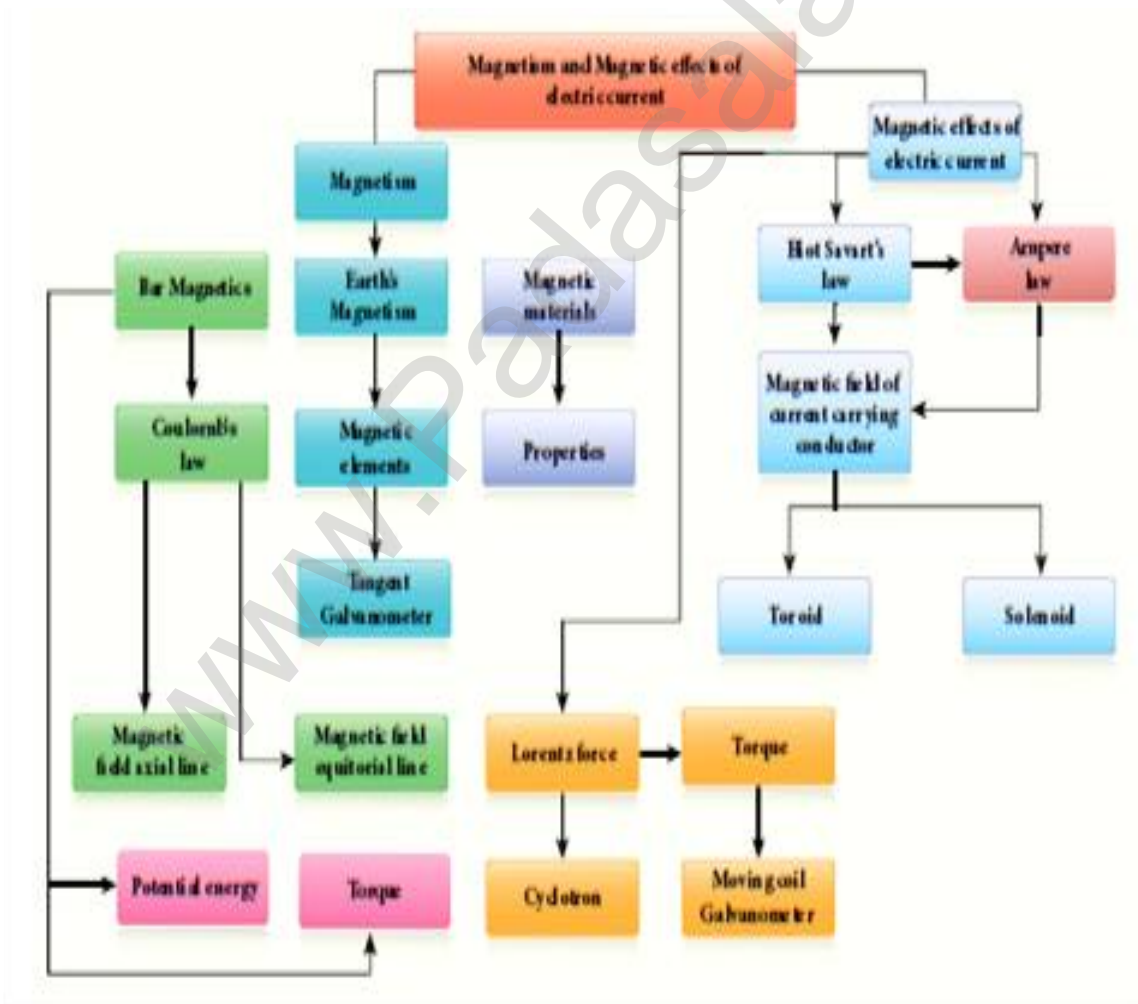 Magnetism and Magnetic effects of
electric current
Magnetic effects of
electric current
Magnetism
Biot Savart's
law
Ampere
law
Bar Magnetics
Earth's
Magnetism
Magnetic
materials
Magnetic field of
current carrying
conductor
Coulomb's
law
Magnetic
elements
Properties
Tangent
Galvanometer
Toroid
Solenoid
Magnetic
field axial line
Magnetic field
equitorial line
Lorentz force
Torque
Potential energy
Torque
Cyclotron
Moving coil
Galvanometer
www.Padasala